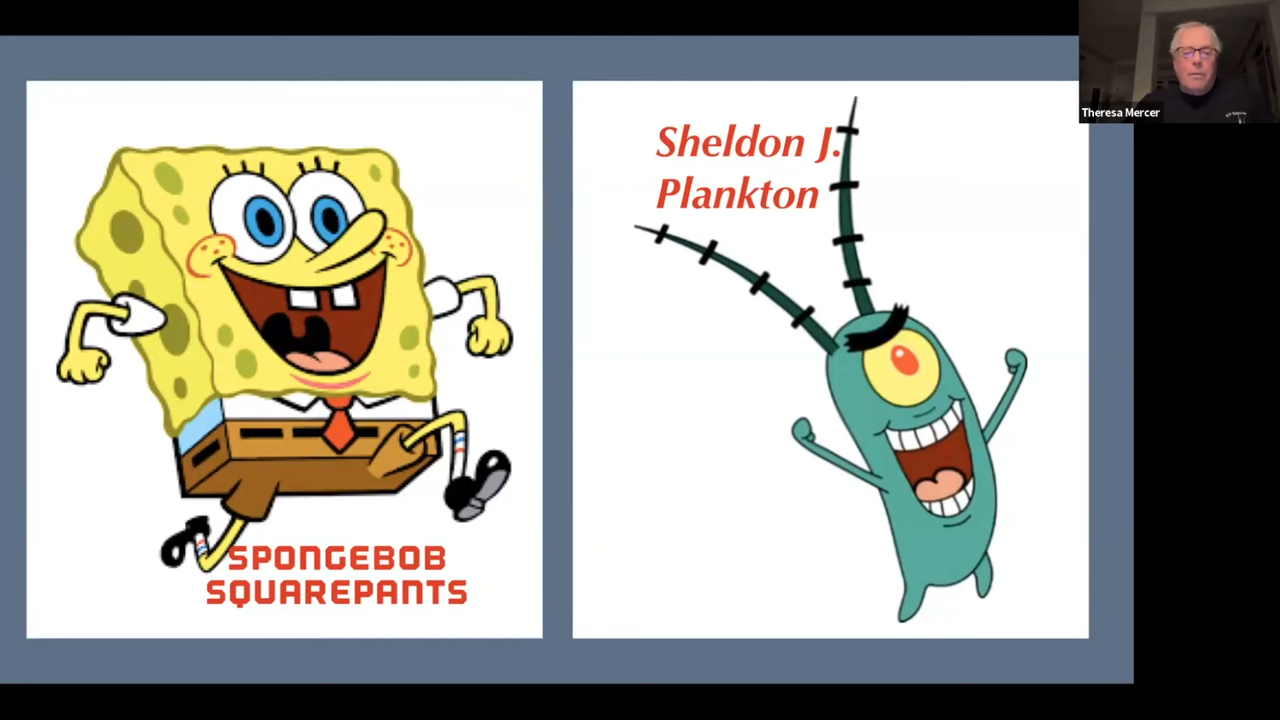 SPONGEBOB
SQUAREPANTS
Sheldon J.
Plankton
Theresa Mercer